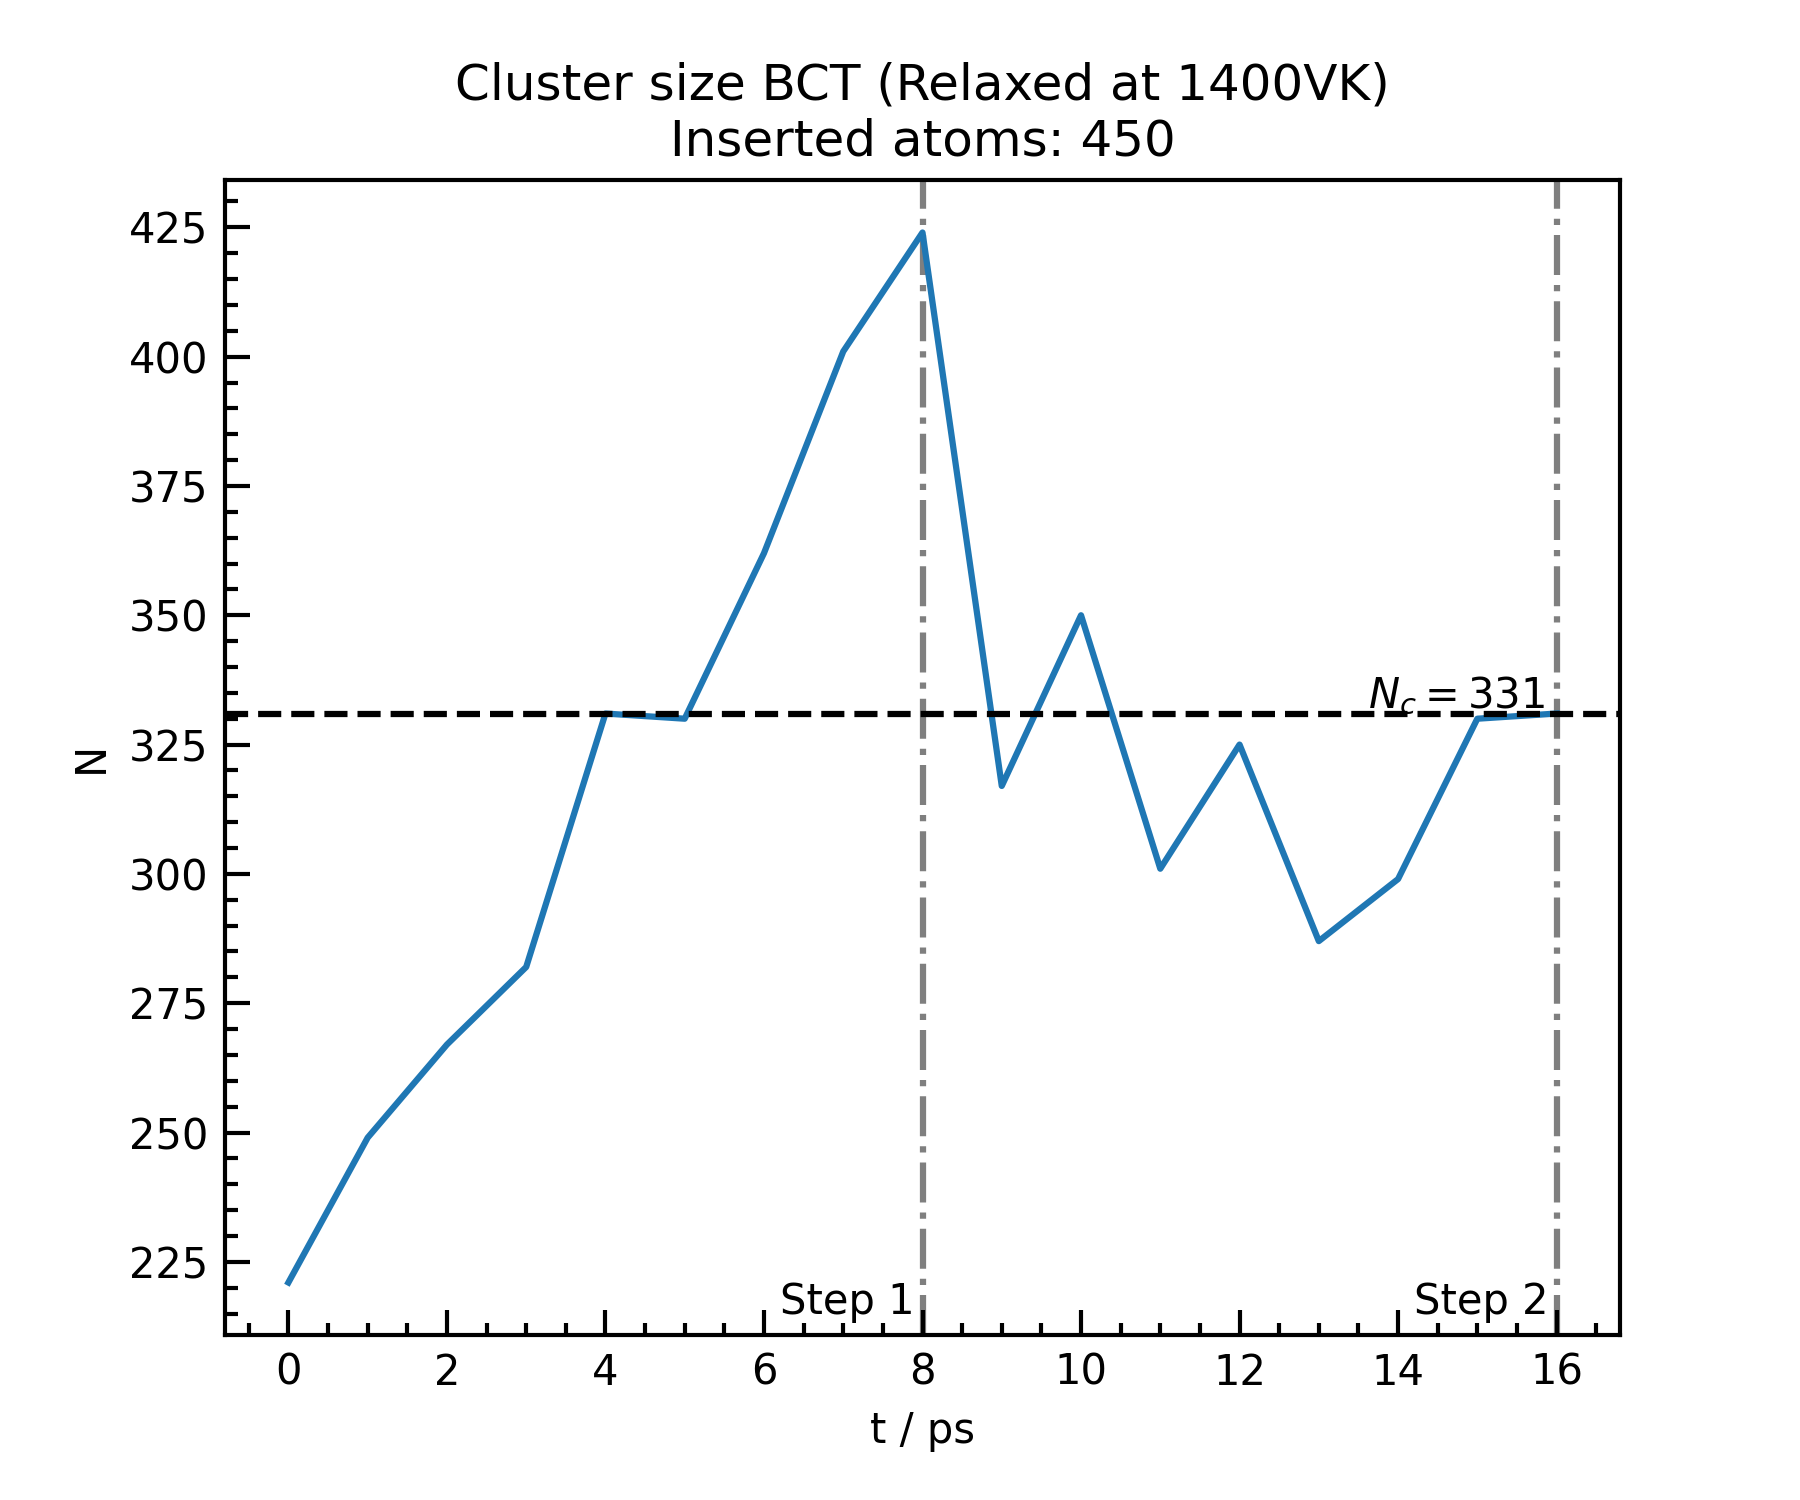 Cluster size BCT (Relaxed at 1400VK)
Inserted atoms: 450
425
400
375
350
325
300
275
250
225
N
N_c = 331
Step 1
Step 2
0 2 4 6 8 10 12 14 16
t / ps